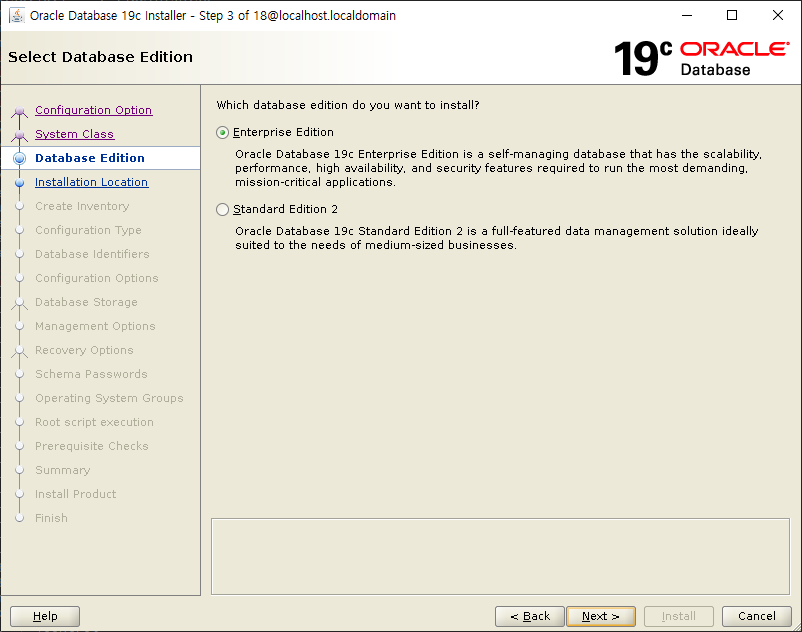 Oracle Database 19c Installer - Step 3 of 18@localhost.localdomain
Select Database Edition
19c ORACLE®
Database
Configuration Option
System Class
Database Edition
Installation Location
Create Inventory
Configuration Type
Database Identifiers
Configuration Options
Database Storage
Management Options
Recovery Options
Schema Passwords
Operating System Groups
Root script execution
Prerequisite Checks
Summary
Install Product
Finish
Which database edition do you want to install?
Enterprise Edition
Oracle Database 19c Enterprise Edition is a self-managing database that has the scalability,
performance, high availability, and security features required to run the most demanding,
mission-critical applications.
Standard Edition 2
Oracle Database 19c Standard Edition 2 is a full-featured data management solution ideally
suited to the needs of medium-sized businesses.
Help
< Back
Next >
Install
Cancel